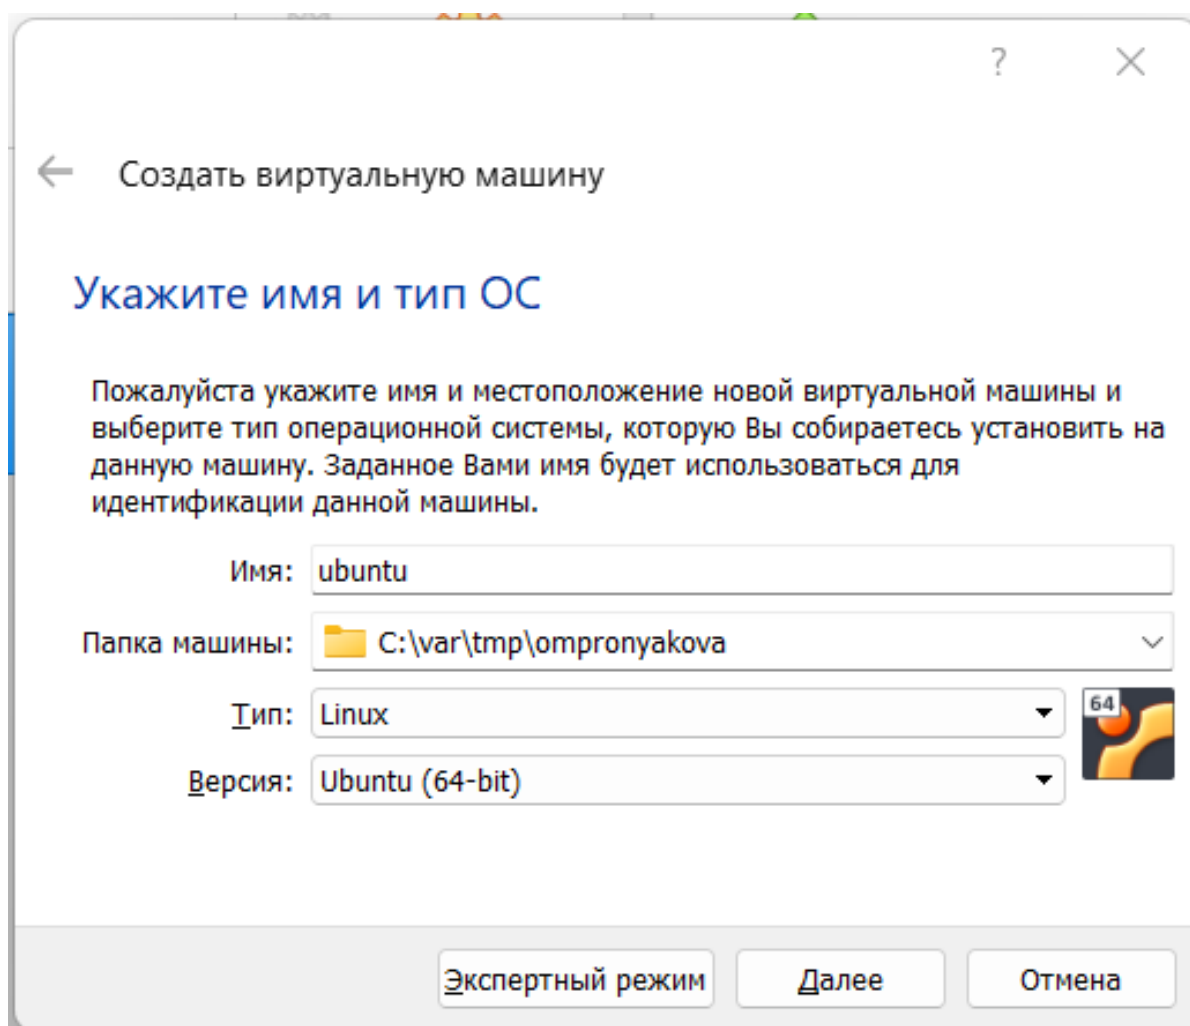 ?
Создать виртуальную машину
Укажите имя и тип ОС
Пожалуйста укажите имя и местоположение новой виртуальной машины и
выберите тип операционной системы, которую Вы собираетесь установить на
данную машину. Заданное Вами имя будет использоваться для
идентификации данной машины.
Имя: ubuntu
Папка машины: C:\var\tmp\ompronyakova
Тип: Linux
64
Версия: Ubuntu (64-bit)
Экспертный режим Далее Отмена